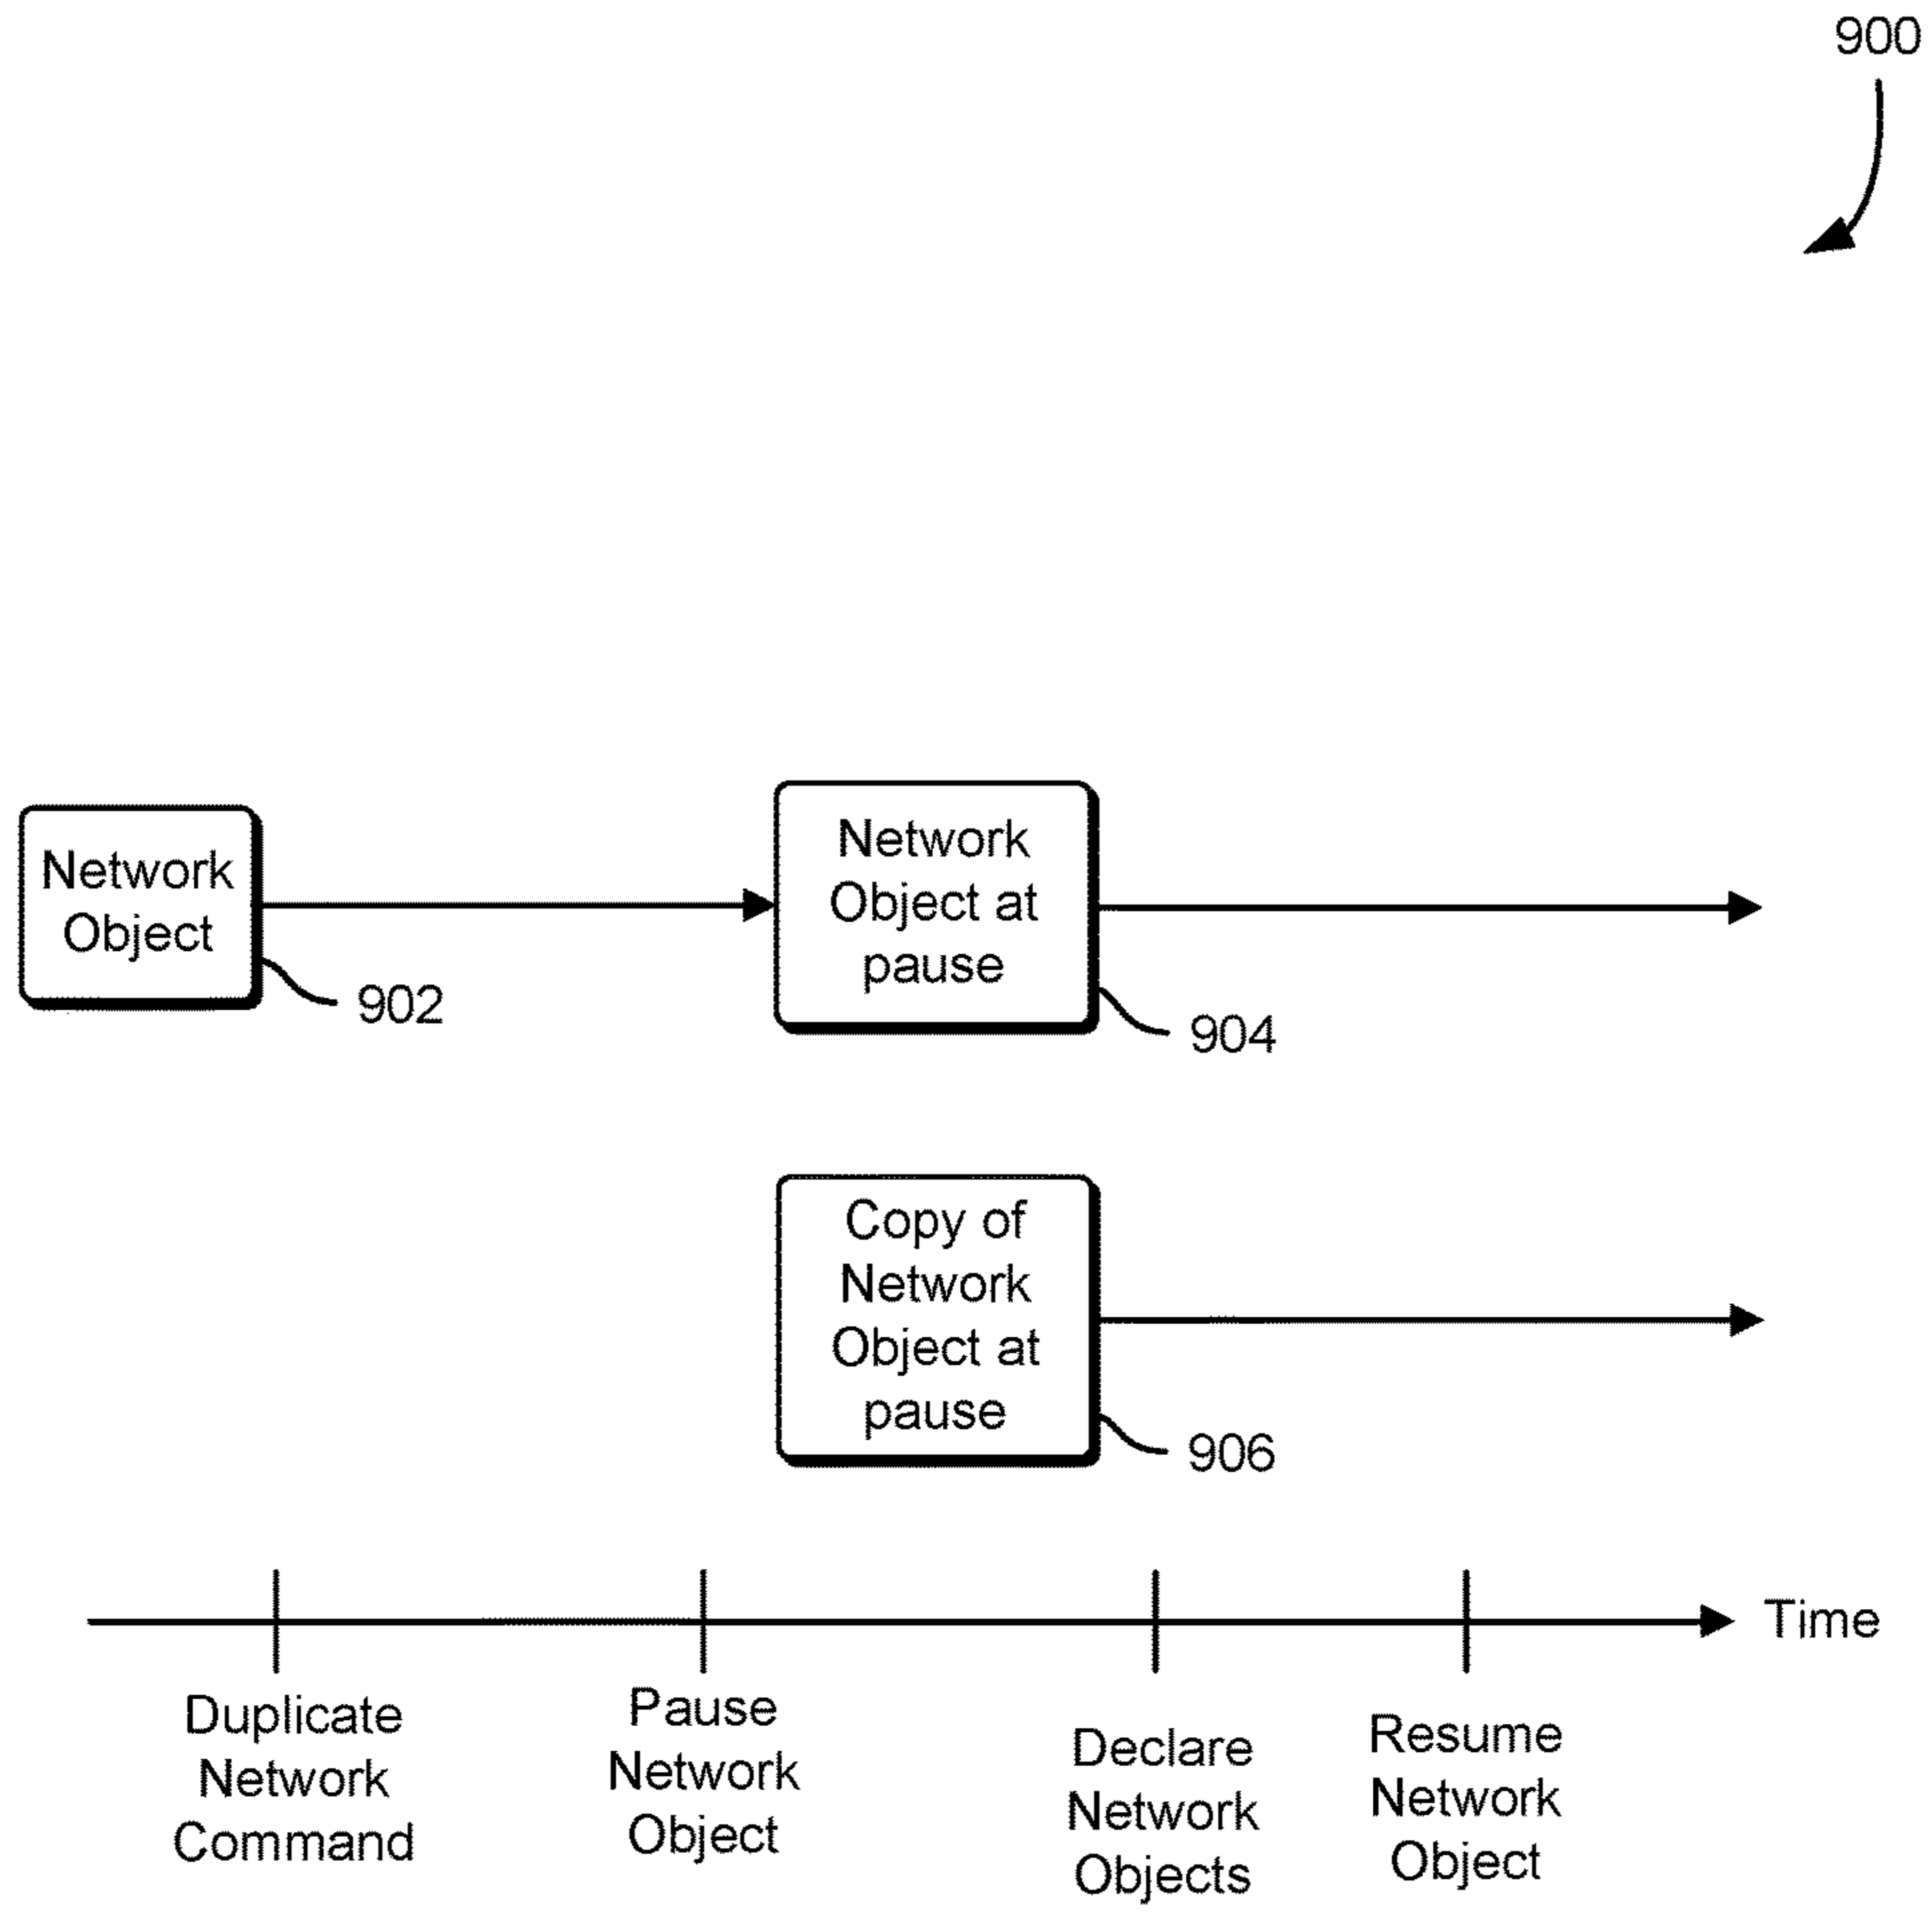 900
Network
Object
902
Network
Object at
pause
904
Copy of
Network
Object at
pause
906
Time
Duplicate
Network
Command
Pause
Network
Object
Declare
Network
Objects
Resume
Network
Object